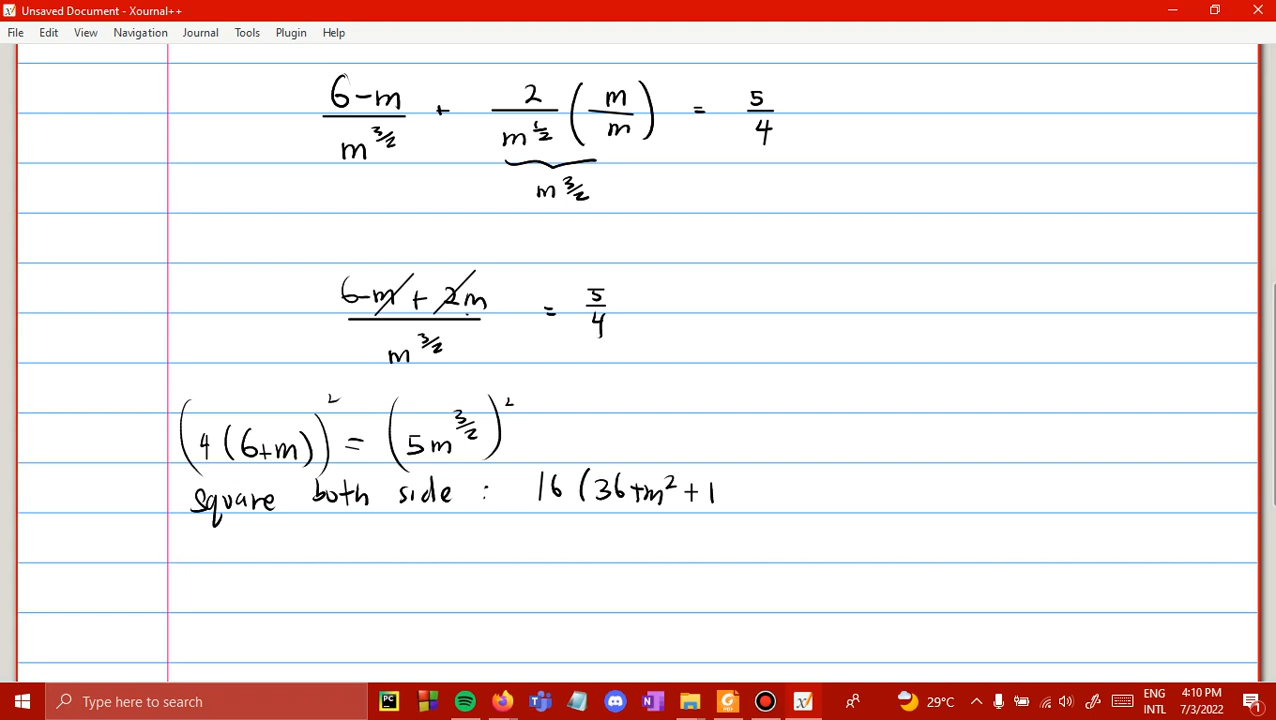 Unsaved Document - Xournal++
File Edit View Navigation Journal Tools Plugin Help
6-m/m^3/2 + 2/m^1/2 (m/m) = 5/4
m^3/2
6-m + 2m/m^3/2 = 5/4
(4(6+m))^2 = (5m^3/2)^2
square both side : 16 (36+m² + 1
Type here to search
29°C
ENG
INTL
4:10 PM
7/3/2022
1